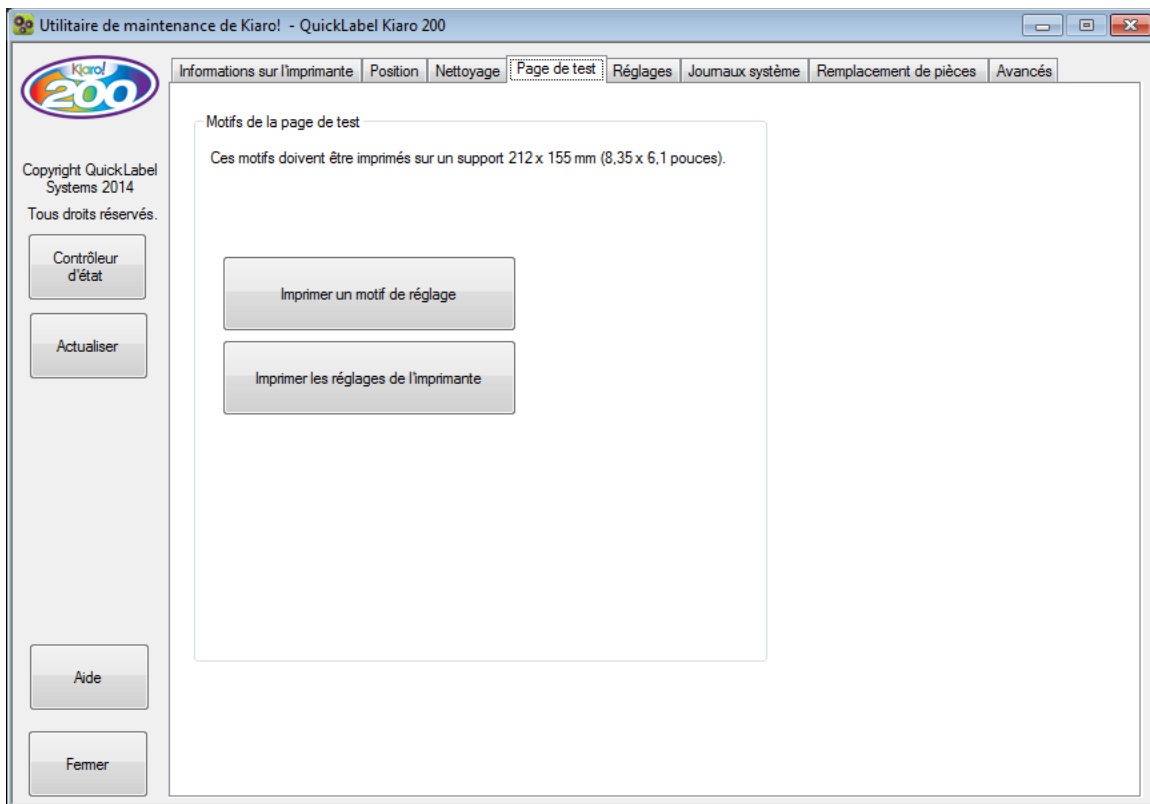 Utilitaire de maintenance de Kiaro! - QuickLabel Kiaro 200
Kiaro!
200
Informations sur l'imprimante Position Nettoyage Page de test Réglages Journaux système Remplacement de pièces Avancés
Motifs de la page de test
Ces motifs doivent être imprimés sur un support 212 x 155 mm (8,35 x 6,1 pouces).
Copyright QuickLabel
Systems 2014
Tous droits réservés.
Contrôleur
d'état
Actualiser
Imprimer un motif de réglage
Imprimer les réglages de l'imprimante
Aide
Fermer